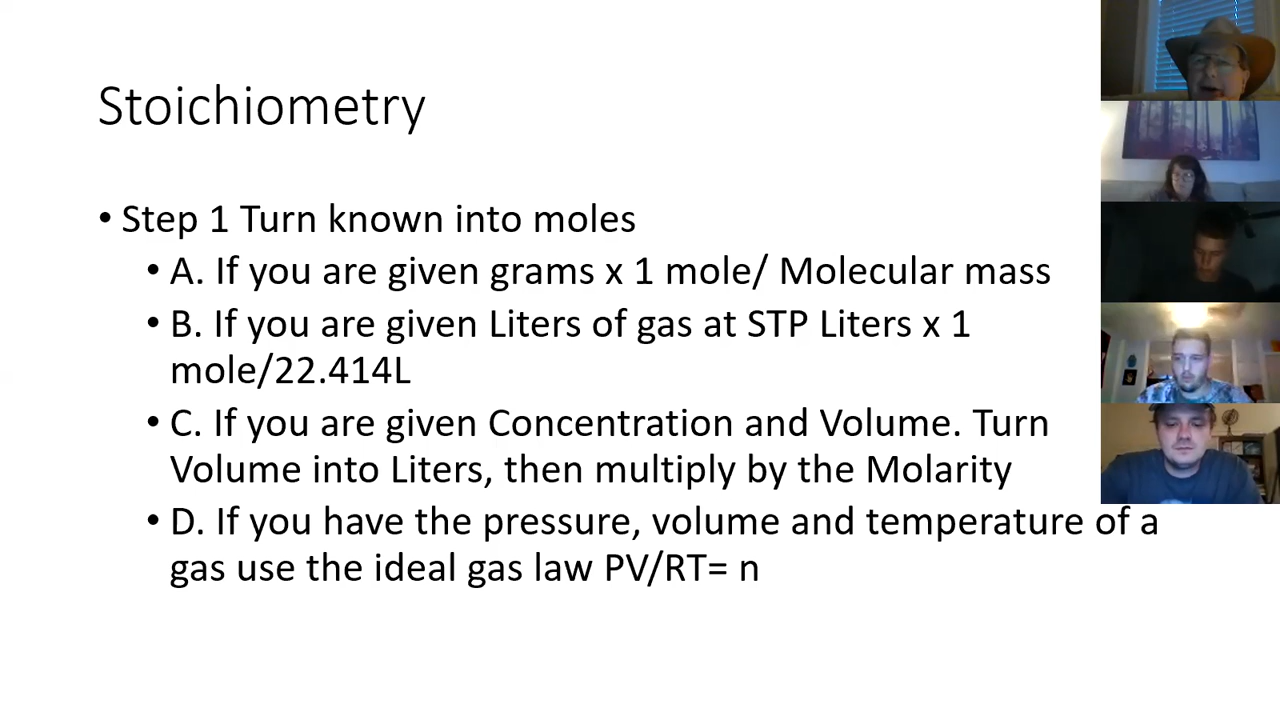 Stoichiometry
• Step 1 Turn known into moles
• A. If you are given grams x 1 mole/ Molecular mass
• B. If you are given Liters of gas at STP Liters x 1
mole/22.414L
• C. If you are given Concentration and Volume. Turn
Volume into Liters, then multiply by the Molarity
• D. If you have the pressure, volume and temperature of a
gas use the ideal gas law PV/RT= n